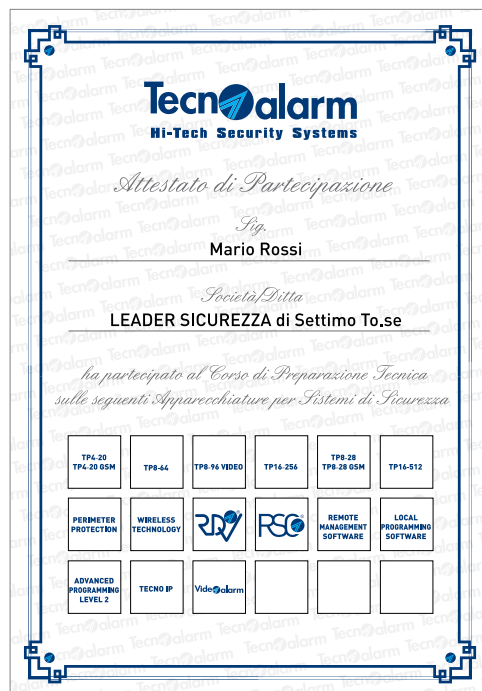 Tecnoalarm
Hi-Tech Security Systems
Attestato di Partecipazione
Sig.
Mario Rossi
Società/Ditta
LEADER SICUREZZA di Settimo To.se
ha partecipato al Corso di Preparazione Tecnica
sulle seguenti Apparecchiature per Sistemi di Sicurezza
TP4-20
TP4-20 GSM
TP8-64
TP8-96 VIDEO
TP16-256
TP8-28
TP8-28 GSM
TP16-512
PERIMETER
PROTECTION
WIRELESS
TECHNOLOGY
RDV
RSC
REMOTE
MANAGEMENT
SOFTWARE
LOCAL
PROGRAMMING
SOFTWARE
ADVANCED
PROGRAMMING
LEVEL 2
TECNO IP
Videoalarm